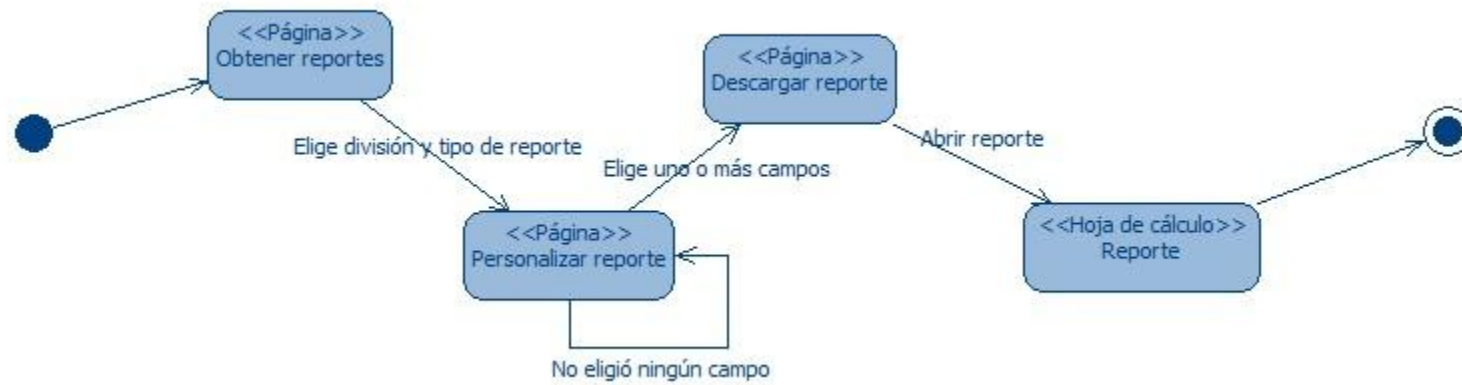 <<Página>>
Obtener reportes
Elige división y tipo de reporte
<<Página>>
Personalizar reporte
No eligió ningún campo
Elige uno o más campos
<<Página>>
Descargar reporte
Abrir reporte
<<Hoja de cálculo>>
Reporte